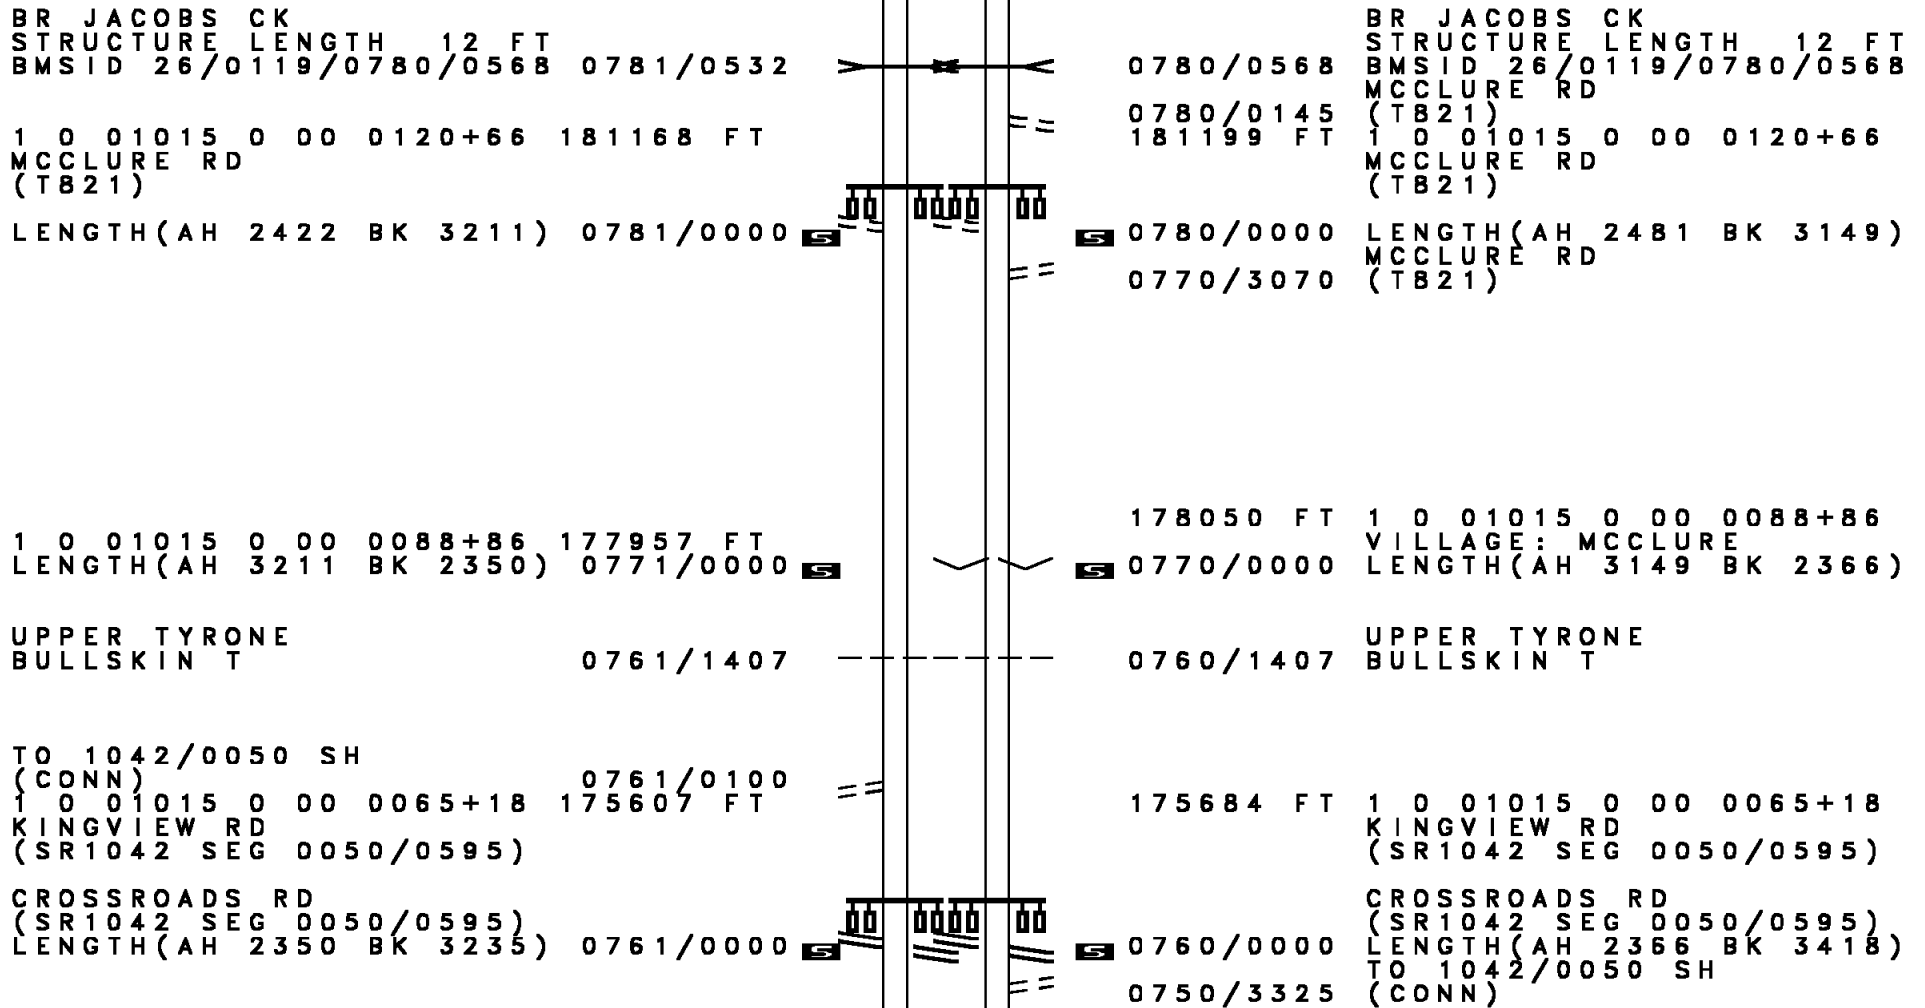 BR JACOBS CK
STRUCTURE LENGTH 12 FT
BMSID 26/0119/0780/0568 0781/0532
1 0 01015 0 00 0120+66 181168 FT
MCCLURE RD
(T821)
LENGTH(AH 2422 BK 3211) 0781/0000 S
1 0 01015 0 00 0088+86 177957 FT
LENGTH(AH 3211 BK 2350) 0771/0000 S
UPPER TYRONE
BULLSKIN T 0761/1407
TO 1042/0050 SH
(CONN) 0761/0100
1 0 01015 0 00 0065+18 175607 FT
KINGVIEW RD
(SR1042 SEG 0050/0595)
CROSSROADS RD
(SR1042 SEG 0050/0595)
LENGTH(AH 2350 BK 3235) 0761/0000 S
BR JACOBS CK
STRUCTURE LENGTH 12 FT
0780/0568 BMSID 26/0119/0780/0568
MCCLURE RD
0780/0145 (T821)
181199 FT 1 0 01015 0 00 0120+66
MCCLURE RD
(T821)
S 0780/0000 LENGTH(AH 2481 BK 3149)
MCCLURE RD
0770/3070 (T821)
178050 FT 1 0 01015 0 00 0088+86
VILLAGE: MCCLURE
S 0770/0000 LENGTH(AH 3149 BK 2366)
UPPER TYRONE
0760/1407 BULLSKIN T
175684 FT 1 0 01015 0 00 0065+18
KINGVIEW RD
(SR1042 SEG 0050/0595)
CROSSROADS RD
(SR1042 SEG 0050/0595)
S 0760/0000 LENGTH(AH 2366 BK 3418)
TO 1042/0050 SH
0750/3325 (CONN)